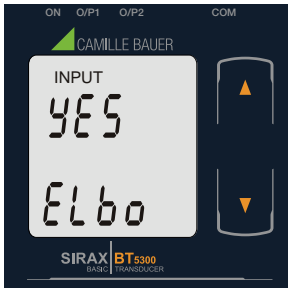 ON O/P1 O/P2 COM
CAMILLE BAUER
INPUT
YES
ELbo
SIRAX BT5300
BASIC TRANSDUCER